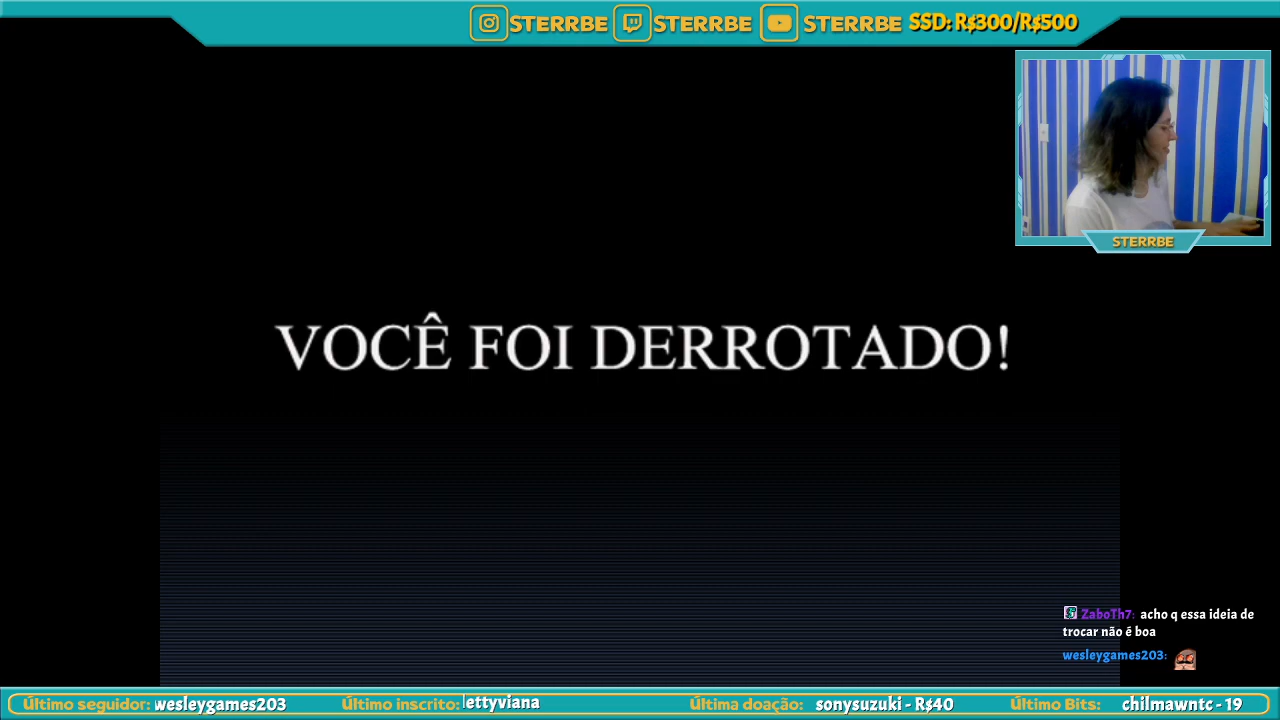 STERRBE STERRBE STERRBE SSD: R$300/R$500
STERRBE
VOCÊ FOI DERROTADO!
ZaboTh7: acho q essa ideia de
trocar não é boa
wesleygames203:
Último seguidor: wesleygames203 Último inscrito: lettyviana Última doação: sonysuzuki - R$40 Último Bits: chilmawntc - 19